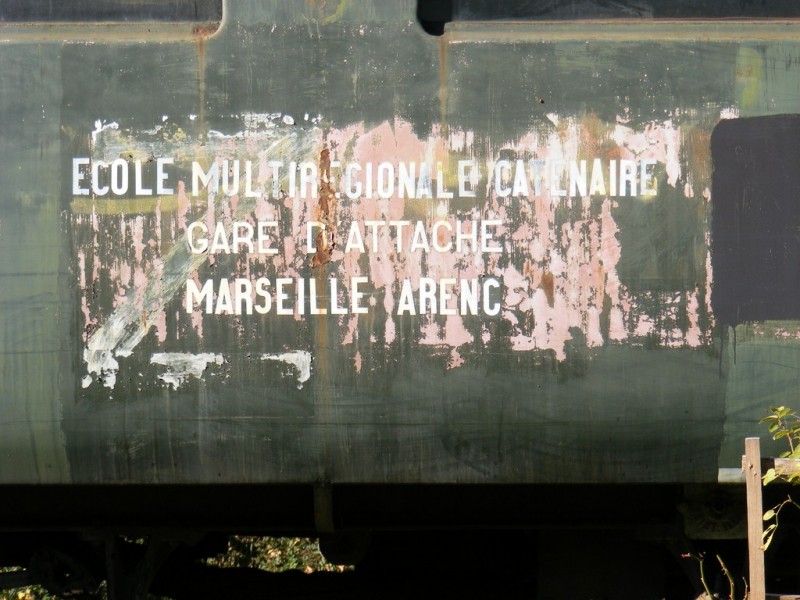 ECOLE MULTIREGIONALE CATENAIRE
GARE D'ATTACHE
MARSEILLE ARENC